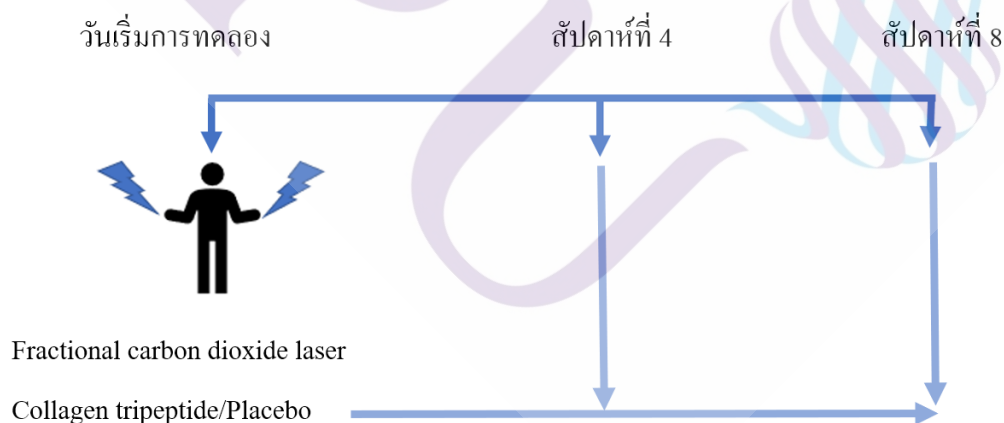 วันเริ่มการทดลอง สัปดาห์ที่ 4 สัปดาห์ที่ 8
Fractional carbon dioxide laser
Collagen tripeptide/Placebo